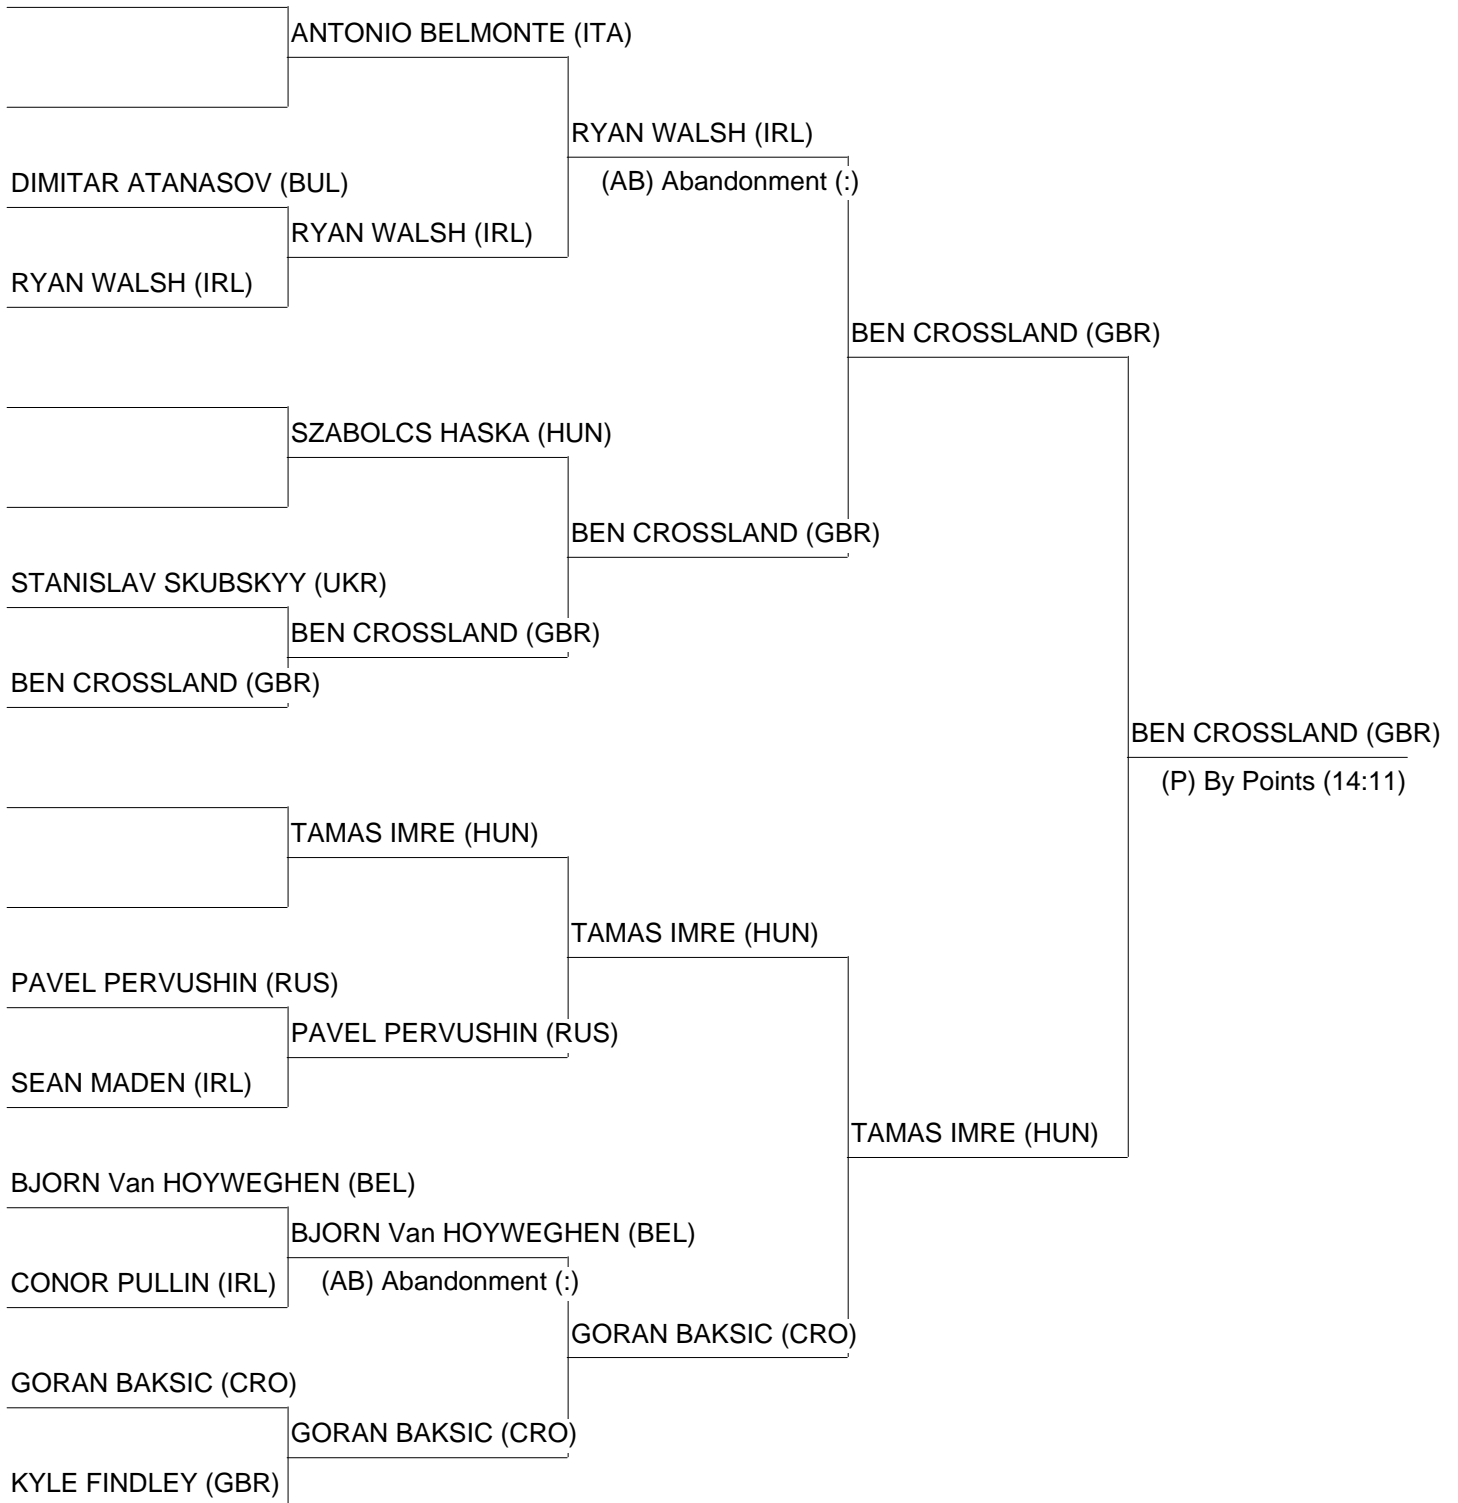 ANTONIO BELMONTE (ITA)
RYAN WALSH (IRL)
(AB) Abandonment (:)
DIMITAR ATANASOV (BUL)
RYAN WALSH (IRL)
RYAN WALSH (IRL)
BEN CROSSLAND (GBR)
SZABOLCS HASKA (HUN)
BEN CROSSLAND (GBR)
STANISLAV SKUBSKYY (UKR)
BEN CROSSLAND (GBR)
BEN CROSSLAND (GBR)
BEN CROSSLAND (GBR)
(P) By Points (14:11)
TAMAS IMRE (HUN)
TAMAS IMRE (HUN)
PAVEL PERVUSHIN (RUS)
PAVEL PERVUSHIN (RUS)
SEAN MADEN (IRL)
TAMAS IMRE (HUN)
BJORN Van HOYWEGHEN (BEL)
BJORN Van HOYWEGHEN (BEL)
CONOR PULLIN (IRL)
(AB) Abandonment (:)
GORAN BAKSIC (CRO)
GORAN BAKSIC (CRO)
GORAN BAKSIC (CRO)
KYLE FINDLEY (GBR)